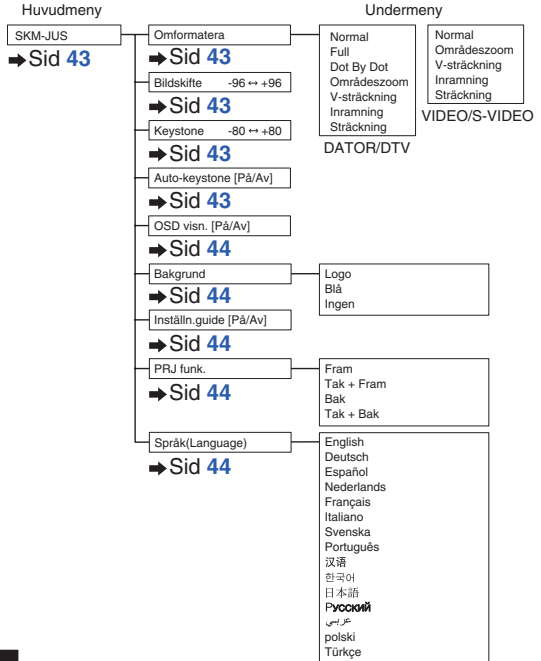 Huvudmeny
Undermeny
SKM-JUS
➡Sid 43
Omformatera
➡Sid 43
Normal
Full
Dot By Dot
Områdeszoom
V-sträckning
Inramning
Sträckning
DATOR/DTV
Normal
Områdeszoom
V-sträckning
Inramning
Sträckning
VIDEO/S-VIDEO
Bildskifte -96 ↔ +96
➡Sid 43
Keystone -80 ↔ +80
➡Sid 43
Auto-keystone [På/Av]
➡Sid 43
OSD visn. [På/Av]
➡Sid 44
Bakgrund
➡Sid 44
Logo
Blå
Ingen
Inställn.guide [På/Av]
➡Sid 44
PRJ funk.
➡Sid 44
Fram
Tak + Fram
Bak
Tak + Bak
Språk(Language)
➡Sid 44
English
Deutsch
Español
Nederlands
Français
Italiano
Svenska
Português
汉语
한국어
日本語
Русский
عربي
polski
Türkçe